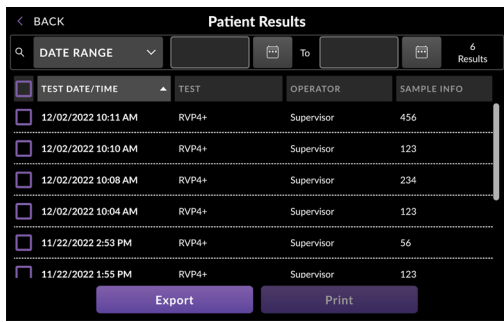 BACK
Patient Results
DATE RANGE
To
6
Results
TEST DATE/TIME TEST OPERATOR SAMPLE INFO
12/02/2022 10:11 AM RVP4+ Supervisor 456
12/02/2022 10:10 AM RVP4+ Supervisor 123
12/02/2022 10:08 AM RVP4+ Supervisor 234
12/02/2022 10:04 AM RVP4+ Supervisor 123
11/22/2022 2:53 PM RVP4+ Supervisor 56
11/22/2022 1:55 PM RVP4+ Supervisor 123
Export
Print